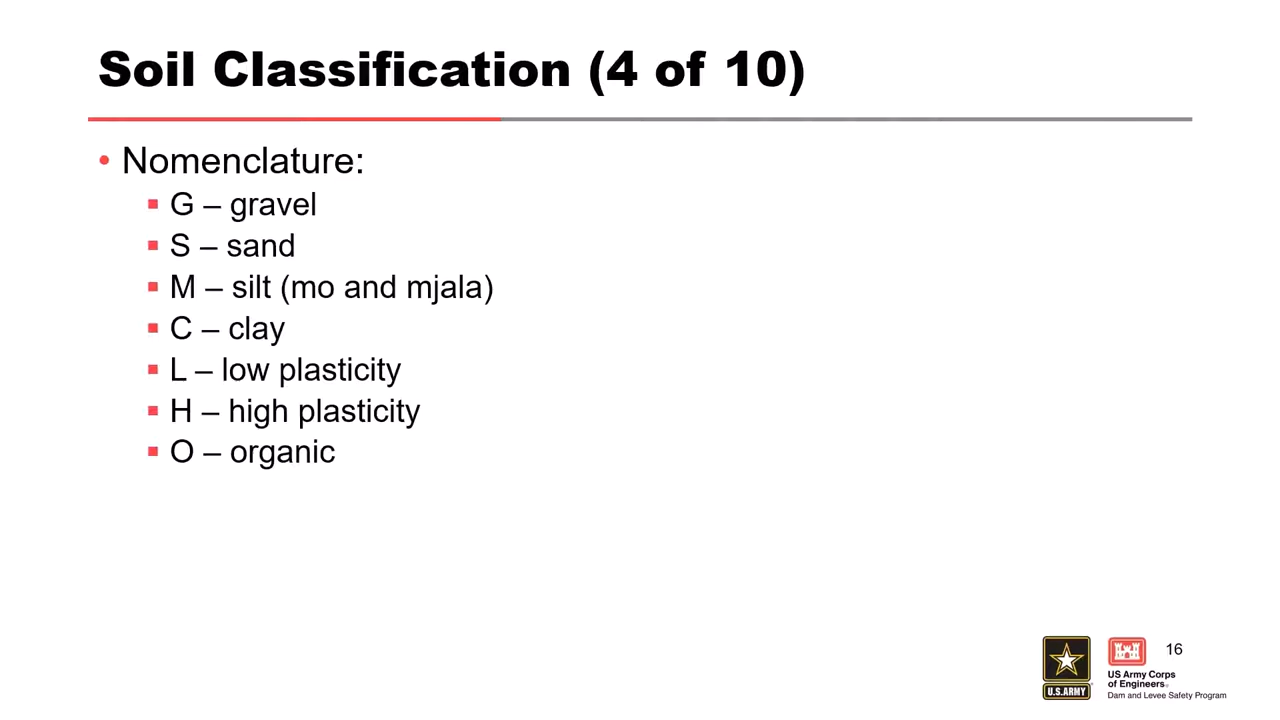 Soil Classification (4 of 10)
• Nomenclature:
▪ G – gravel
▪ S – sand
▪ M – silt (mo and mjala)
▪ C – clay
▪ L – low plasticity
▪ H – high plasticity
▪ O – organic
16
U.S.ARMY
US Army Corps
of Engineers®
Dam and Levee Safety Program